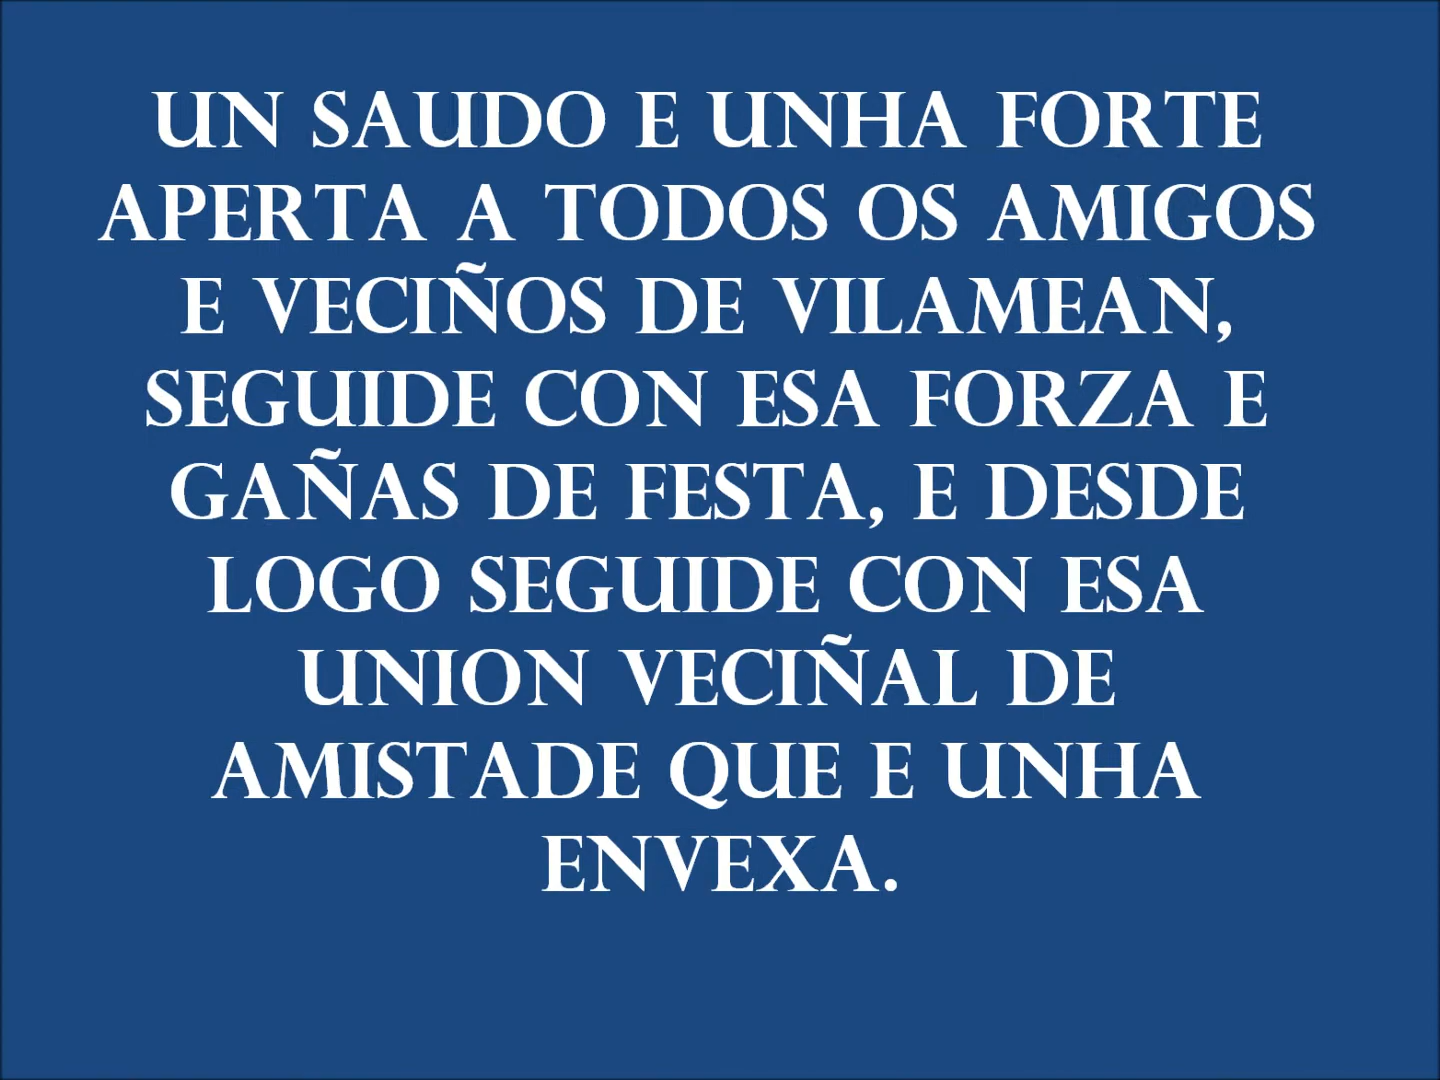 UN SAUDO E UNHA FORTE
APERTA A TODOS OS AMIGOS
E VECIÑOS DE VILAMEAN,
SEGUIDE CON ESA FORZA E
GAÑAS DE FESTA, E DESDE
LOGO SEGUIDE CON ESA
UNION VECIÑAL DE
AMISTADE QUE E UNHA
ENVEXA.